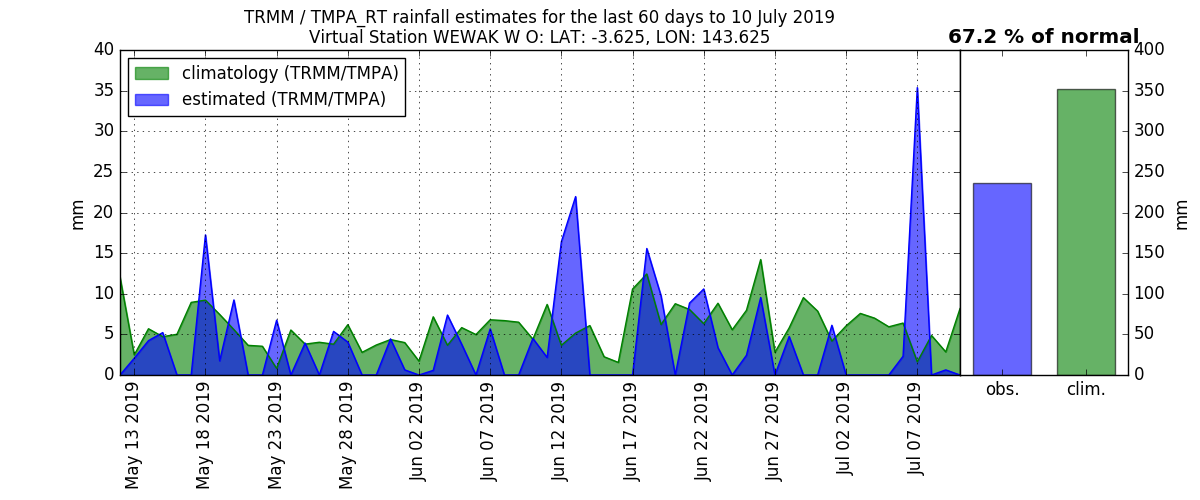 TRMM / TMPA_RT rainfall estimates for the last 60 days to 10 July 2019
Virtual Station WEWAK W O: LAT: -3.625, LON: 143.625
67.2 % of normal
climatology (TRMM/TMPA)
estimated (TRMM/TMPA)
40
35
30
25
20
15
10
5
0
mm
May 13 2019
May 18 2019
May 23 2019
May 28 2019
Jun 02 2019
Jun 07 2019
Jun 12 2019
Jun 17 2019
Jun 22 2019
Jun 27 2019
Jul 02 2019
Jul 07 2019
obs.
clim.
400
350
300
250
200
150
100
50
0
mm